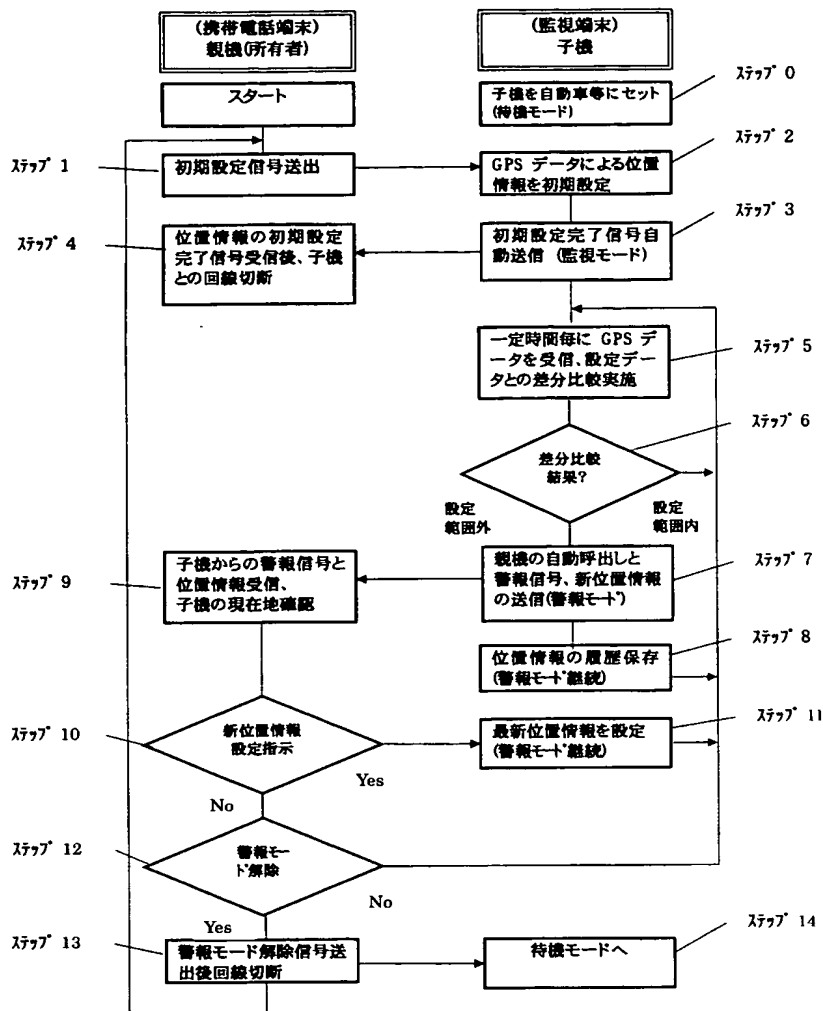 (携帯電話端末)
親機(所有者)
(監視端末)
子機
ステップ 0
スタート
子機を自動車等にセット
(待機モード)
ステップ 1
初期設定信号送出
ステップ 2
GPS データによる位置
情報を初期設定
ステップ 3
ステップ 4
位置情報の初期設定
完了信号受信後、子機
との回線切断
初期設定完了信号自
動送信 (監視モード)
一定時間毎に GPS デ
ータを受信、設定デー
タとの差分比較実施
ステップ 5
ステップ 6
差分比較
結果?
設定
範囲外
設定
範囲内
ステップ 9
子機からの警報信号と
位置情報受信、
子機の現在地確認
親機の自動呼出しと
警報信号、新位置情報
の送信(警報モード)
ステップ 7
ステップ 8
位置情報の履歴保存
(警報モード継続)
ステップ 10
新位置情報
設定指示
Yes
No
最新位置情報を設定
(警報モード継続)
ステップ 11
ステップ 12
警報モー
ド解除
No
Yes
ステップ 13
警報モード解除信号送
出後回線切断
待機モードへ
ステップ 14